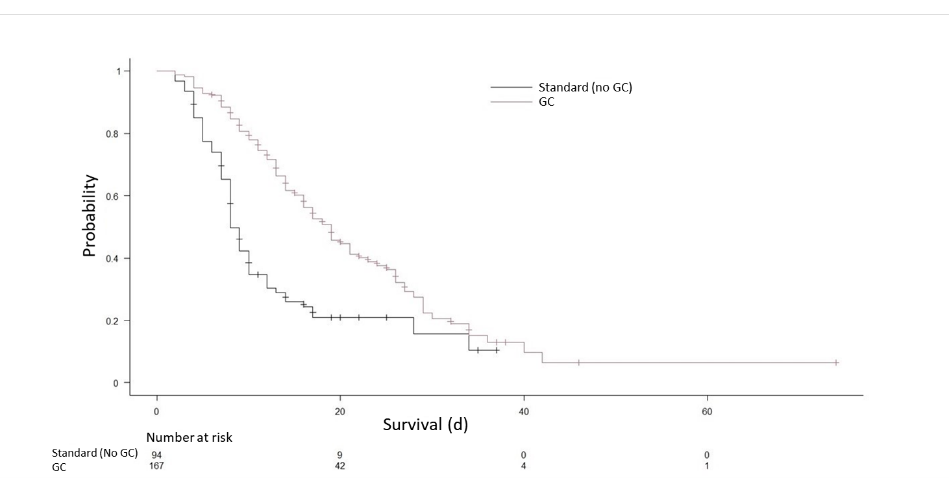 Standard (no GC)
GC
Probability
1
0.8
0.6
0.4
0.2
0
0 20 40 60
Survival (d)
Number at risk
Standard (No GC) 94 9 0 0
GC 167 42 4 1